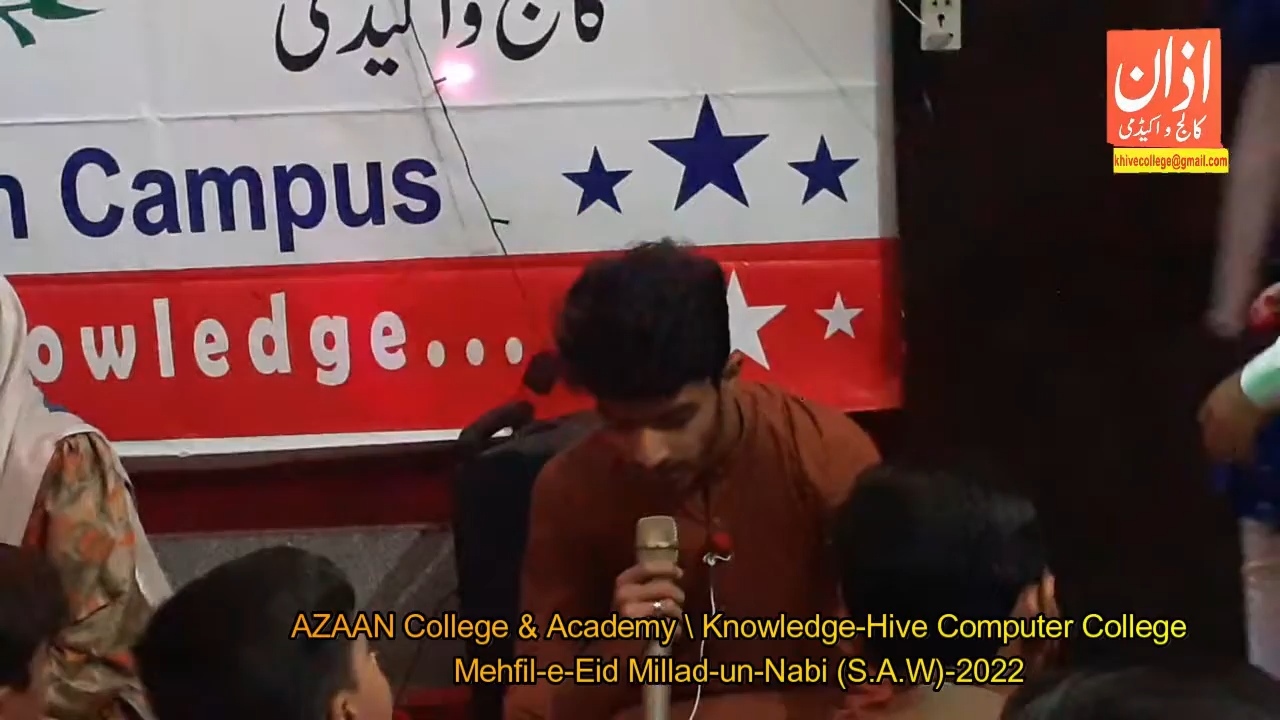 کالج و اکیڈمی
Campus
owledge...
اذان
کالج و اکیڈمی
khivecollege@gmail.com
AZAAN College & Academy \ Knowledge-Hive Computer College
Mehfil-e-Eid Millad-un-Nabi (S.A.W)-2022